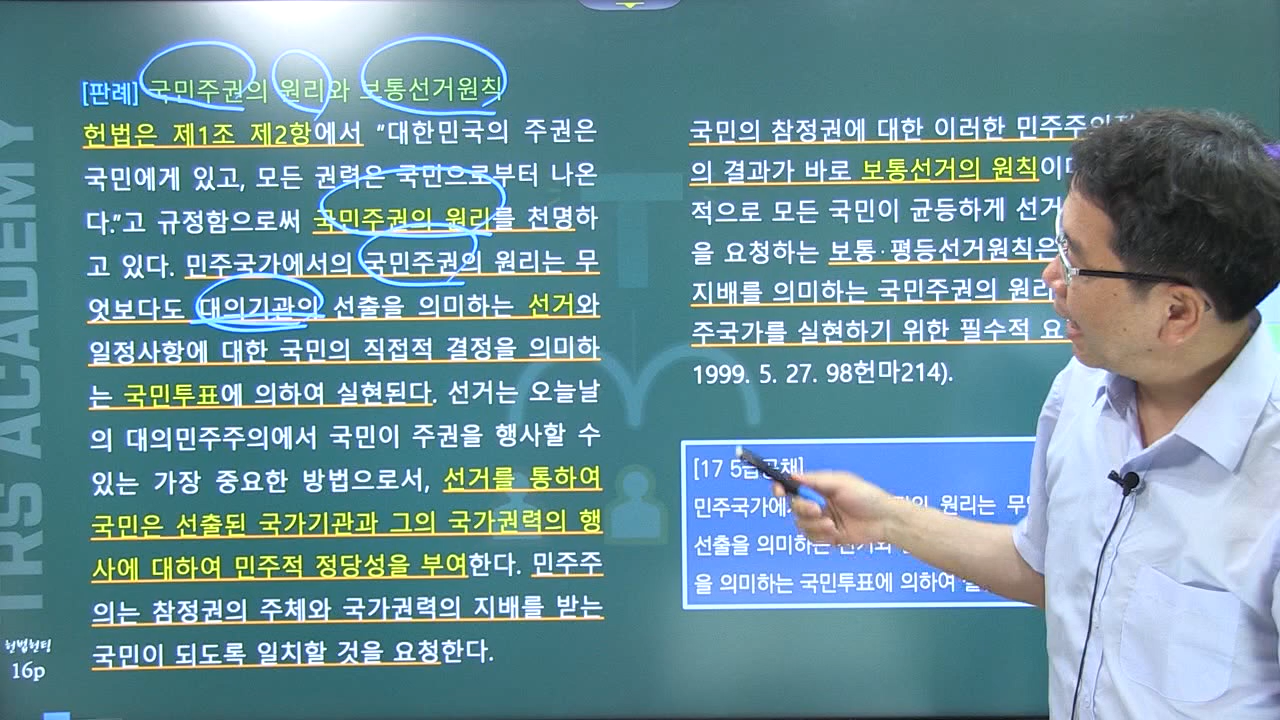 [판례] 국민주권의 원리와 보통선거원칙
헌법은 제1조 제2항에서 "대한민국의 주권은
국민에게 있고, 모든 권력은 국민으로부터 나온
다."고 규정함으로써 국민주권의 원리를 천명하
고 있다. 민주국가에서의 국민주권의 원리는 무
엇보다도 대의기관의 선출을 의미하는 선거와
일정사항에 대한 국민의 직접적 결정을 의미하
는 국민투표에 의하여 실현된다. 선거는 오늘날
의 대의민주주의에서 국민이 주권을 행사할 수
있는 가장 중요한 방법으로서, 선거를 통하여
국민은 선출된 국가기관과 그의 국가권력의 행
사에 대하여 민주적 정당성을 부여한다. 민주주
의는 참정권의 주체와 국가권력의 지배를 받는
국민이 되도록 일치할 것을 요청한다.
국민의 참정권에 대한 이러한 민주주의적
의 결과가 바로 보통선거의 원칙이
적으로 모든 국민이 균등하게 선거
을 요청하는 보통·평등선거원칙은
지배를 의미하는 국민주권의 원리
주국가를 실현하기 위한 필수적 요
1999. 5. 27. 98헌마214).
[17 5급공채]
민주국가에서 원리는 무
선출을 의미하는 선거와
을 의미하는 국민투표에 의하여
TRS ACADEMY
헌법헌팅
16p